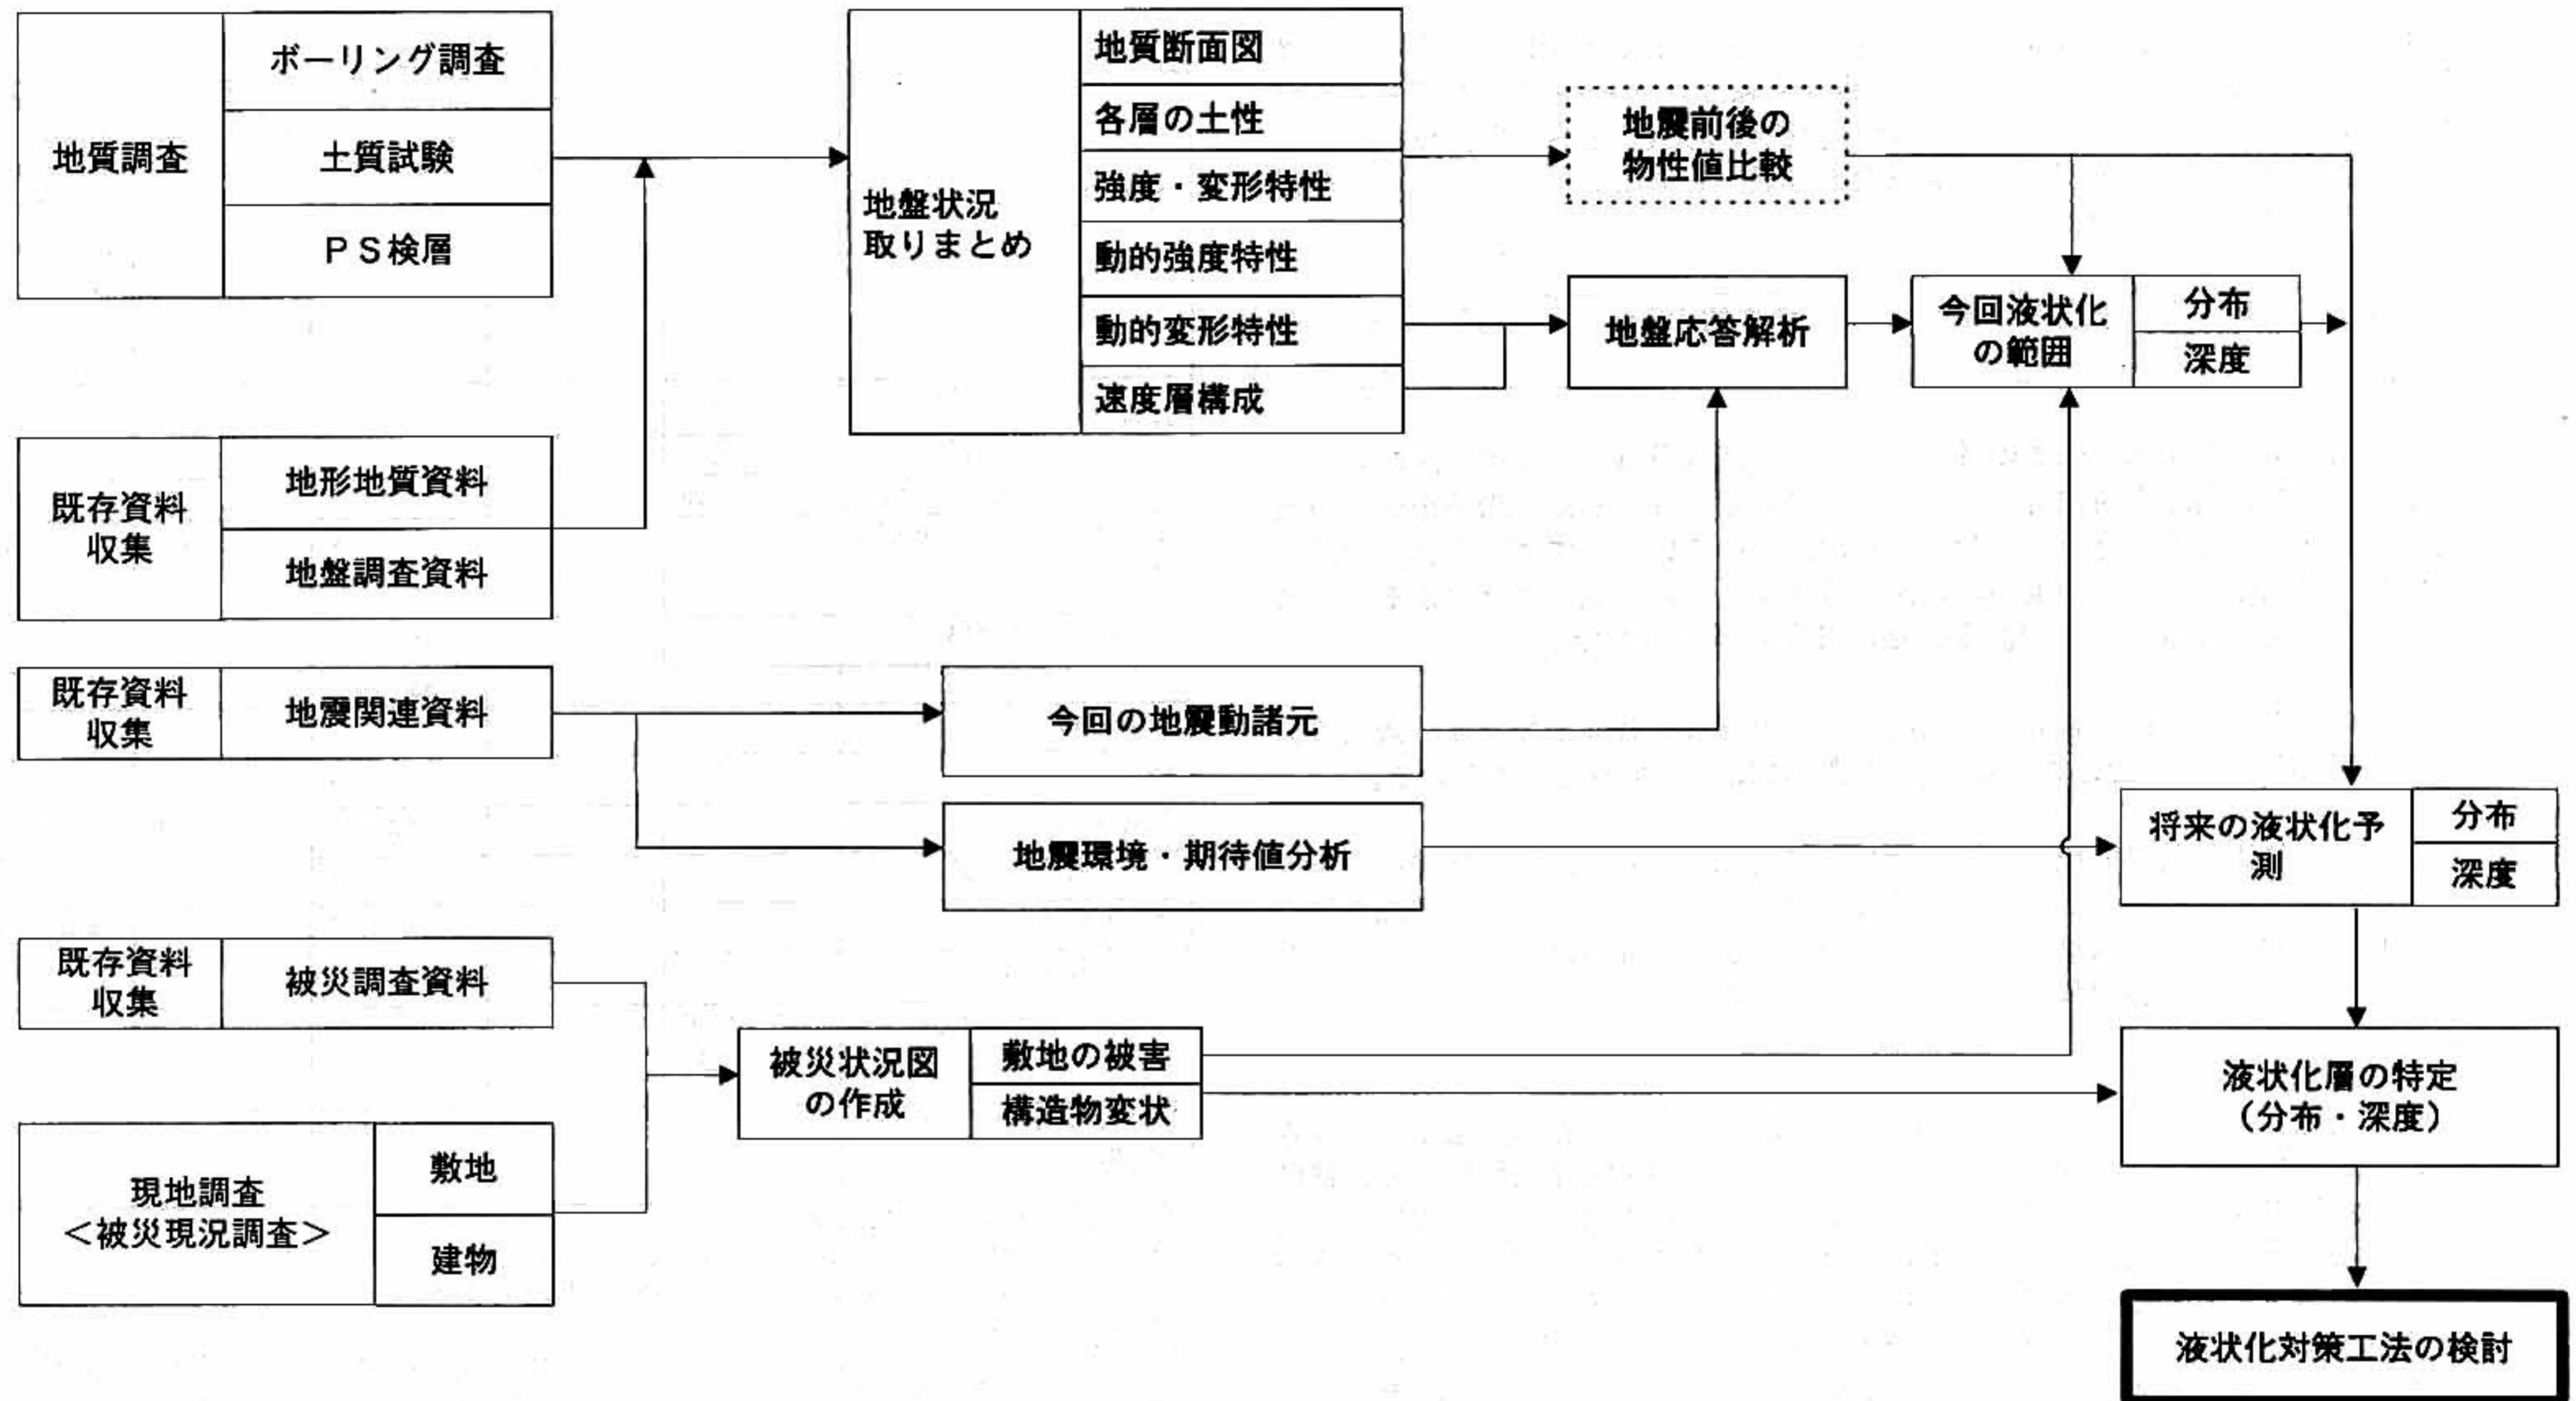 地質調査
ボーリング調査
土質試験
ＰＳ検層
既存資料
収集
地形地質資料
地盤調査資料
既存資料
収集
地震関連資料
既存資料
収集
被災調査資料
現地調査
＜被災現況調査＞
敷地
建物
地盤状況
取りまとめ
地質断面図
各層の土性
強度・変形特性
動的強度特性
動的変形特性
速度層構成
今回の地震動諸元
地震環境・期待値分析
被災状況図
の作成
敷地の被害
構造物変状
地震前後の
物性値比較
地盤応答解析
今回液状化
の範囲
分布
深度
将来の液状化予
測
分布
深度
液状化層の特定
（分布・深度）
液状化対策工法の検討